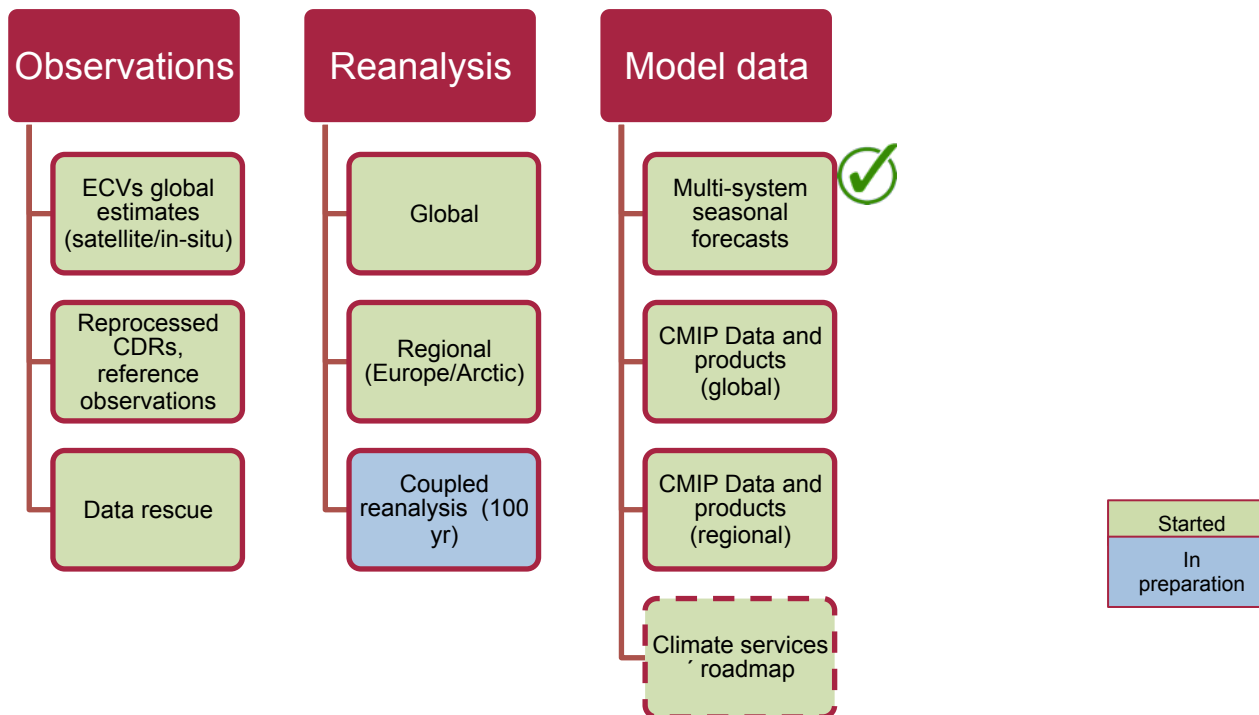 Observations
ECVs global
estimates
(satellite/in-situ)
Reprocessed
CDRs,
reference
observations
Data rescue
Reanalysis
Global
Regional
(Europe/Arctic)
Coupled
reanalysis (100
yr)
Model data
Multi-system
seasonal
forecasts
CMIP Data and
products
(global)
CMIP Data and
products
(regional)
Climate services
´ roadmap
Started
In
preparation